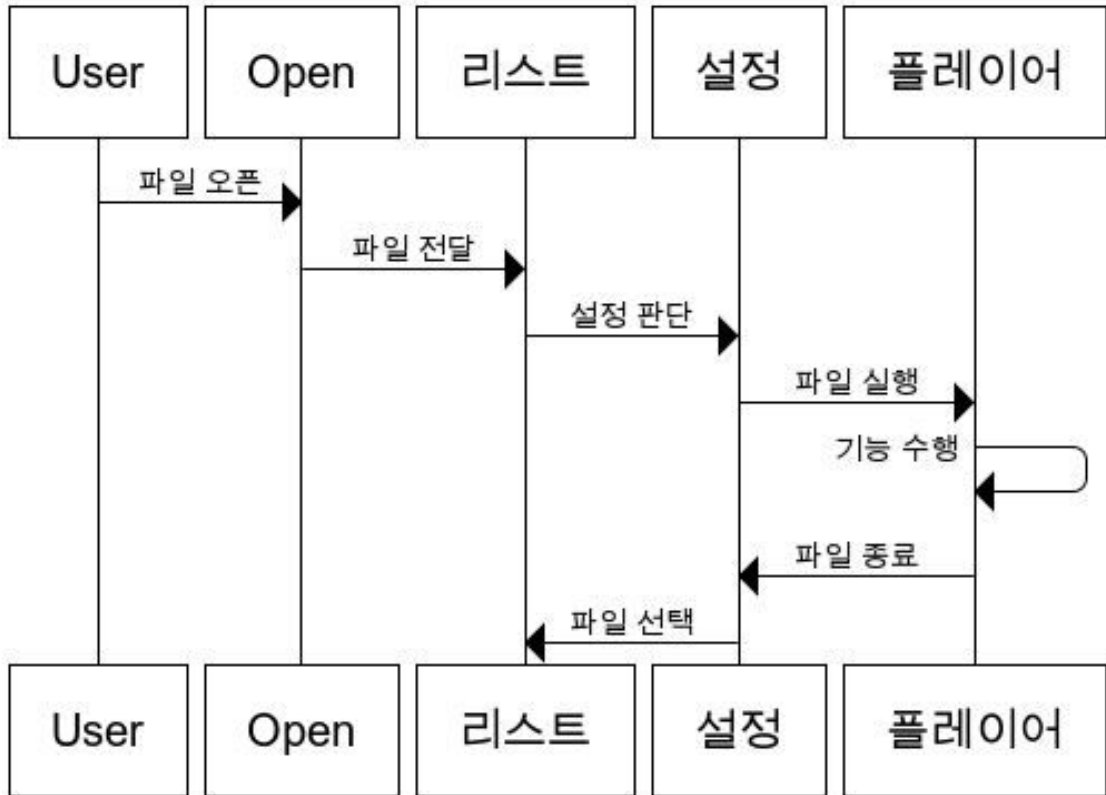 User Open 리스트 설정 플레이어
파일 오픈
파일 전달
설정 판단
파일 실행
기능 수행
파일 종료
파일 선택
User Open 리스트 설정 플레이어